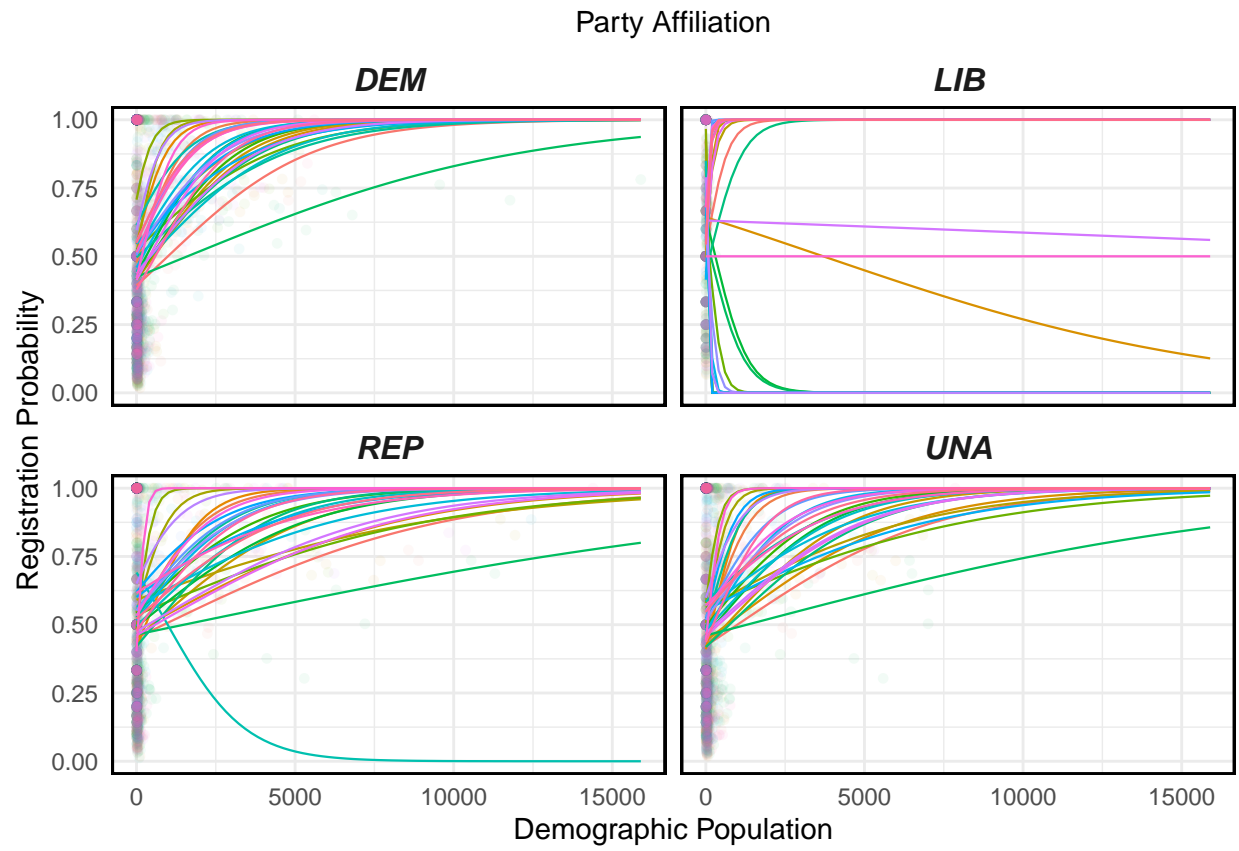 Party Affiliation
DEM
LIB
1.00
0.75
0.50
0.25
0.00
Registration Probability
REP
UNA
1.00
0.75
0.50
0.25
0.00
0 5000 10000 15000
0 5000 10000 15000
Demographic Population